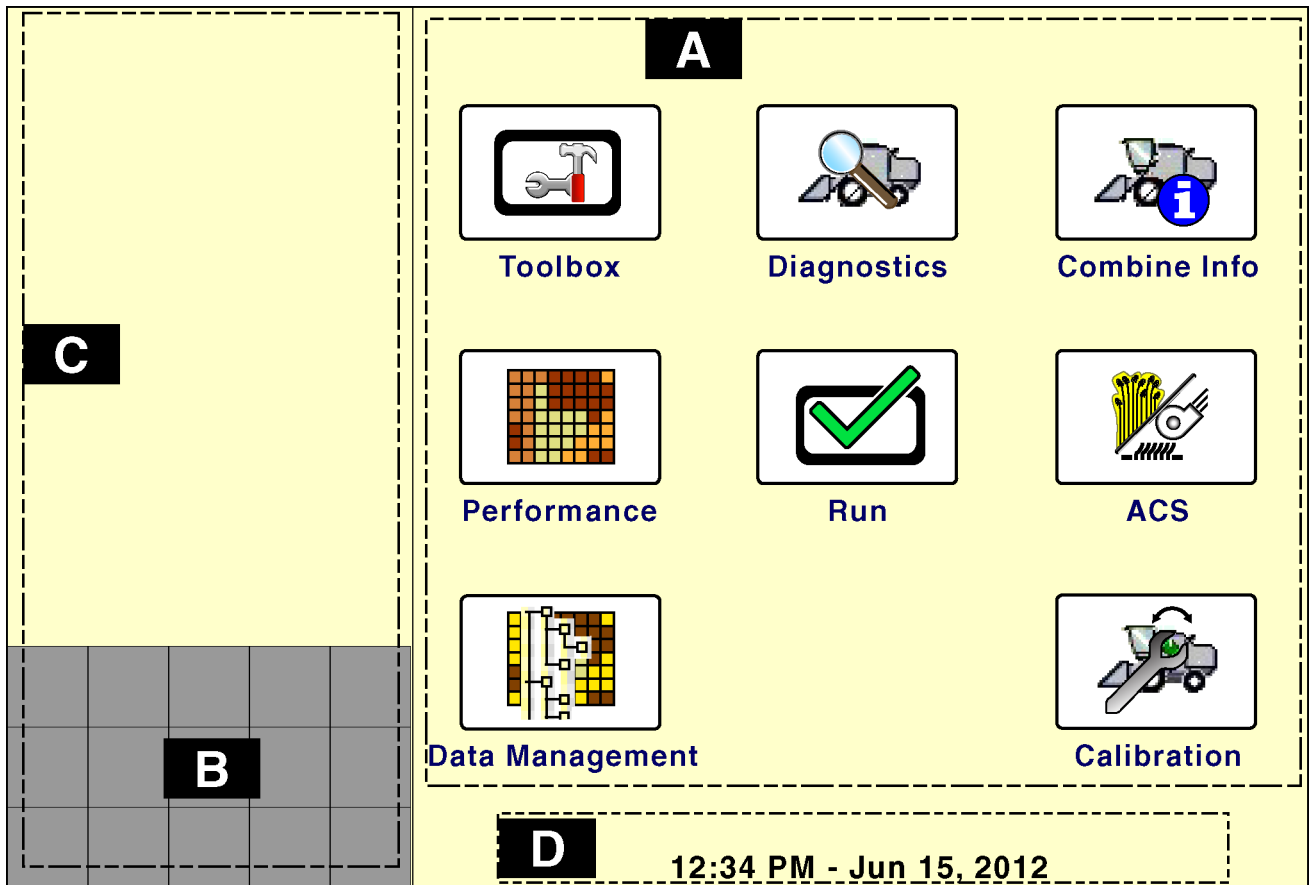 A
Toolbox Diagnostics Combine Info
C
Performance Run ACS
B
Data Management Calibration
D
12:34 PM - Jun 15, 2012